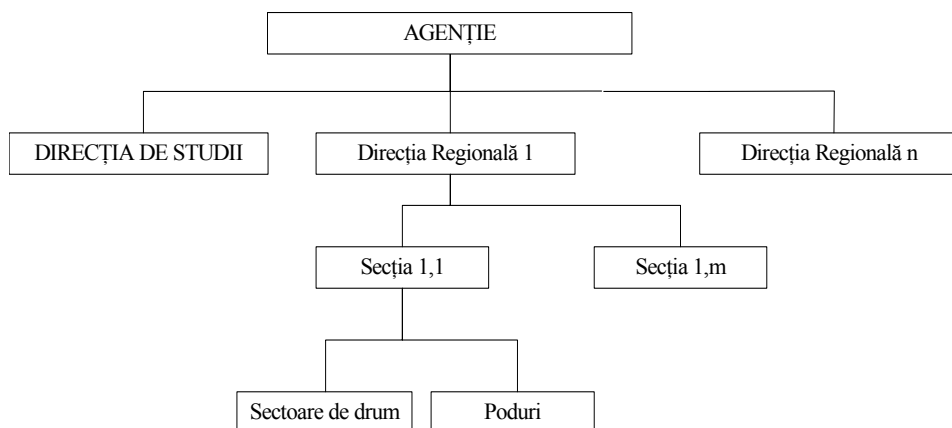 AGENȚIE
DIRECȚIA DE STUDII
Direcția Regională 1
Direcția Regională n
Secția 1,1
Secția 1,m
Sectoare de drum
Poduri